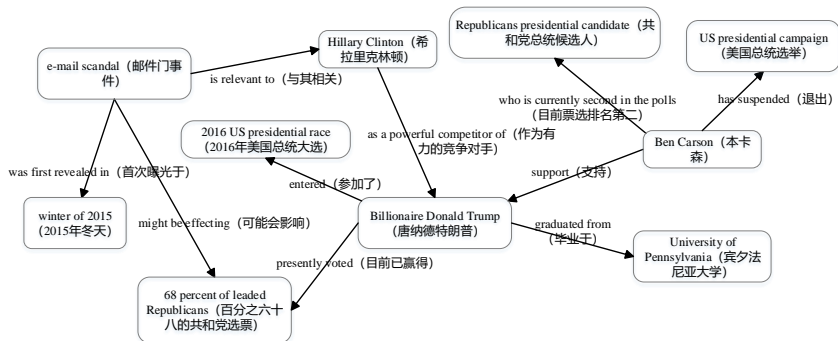 Republicans presidential candidate（共
和党总统候选人）
Hillary Clinton（希
拉里克林顿）
US presidential campaign
（美国总统选举）
e-mail scandal（邮件门事
件）
is relevant to（与其相关）
who is currently second in the polls
（目前票选排名第二）
has suspended（退出）
2016 US presidential race
（2016年美国总统大选）
as a powerful competitor of（作为有
力的竞争对手）
Ben Carson（本卡
森）
was first revealed in（首次曝光于）
entered（参加了）
support（支持）
winter of 2015
（2015年冬天）
might be effecting（可能会影响）
Billionaire Donald Trump
（唐纳德特朗普）
graduated from
（毕业于）
University of
Pennsylvania（宾夕法
尼亚大学）
presently voted（目前已赢得）
68 percent of leaded
Republicans（百分之六十
八的共和党选票）